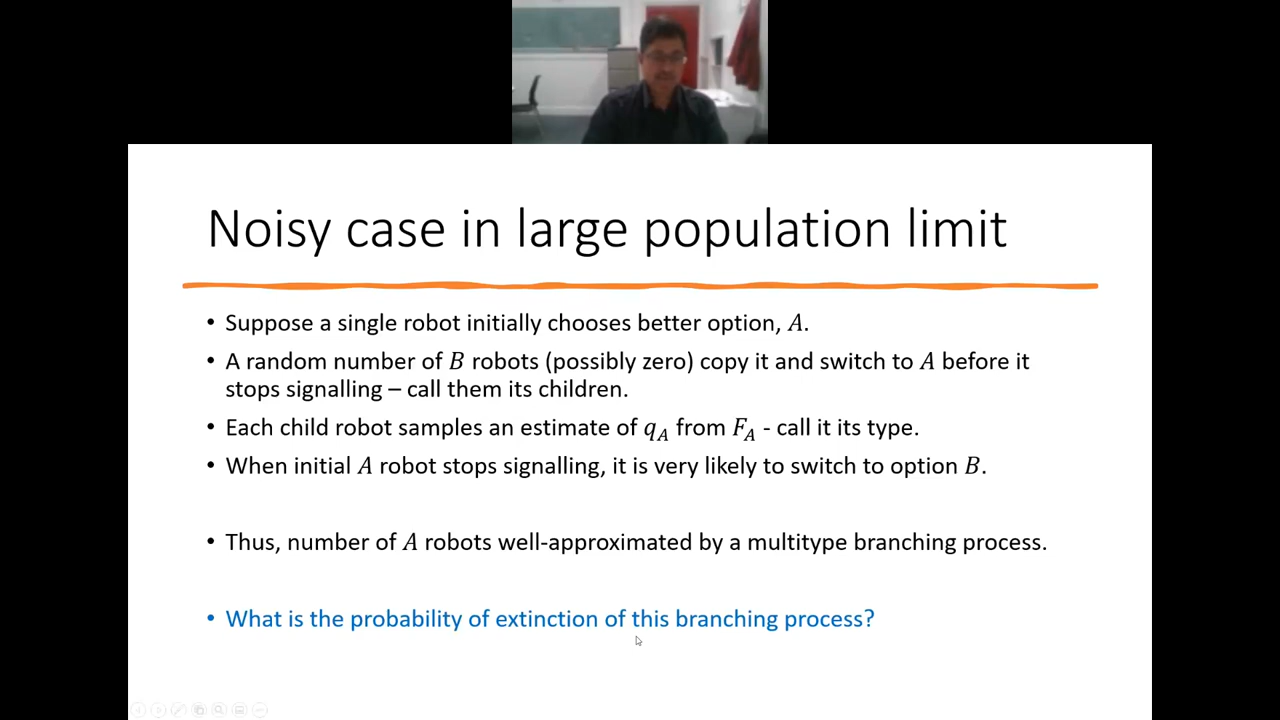 Noisy case in large population limit
• Suppose a single robot initially chooses better option, A.
• A random number of B robots (possibly zero) copy it and switch to A before it
stops signalling – call them its children.
• Each child robot samples an estimate of q_A from F_A - call it its type.
• When initial A robot stops signalling, it is very likely to switch to option B.
• Thus, number of A robots well-approximated by a multitype branching process.
• What is the probability of extinction of this branching process?